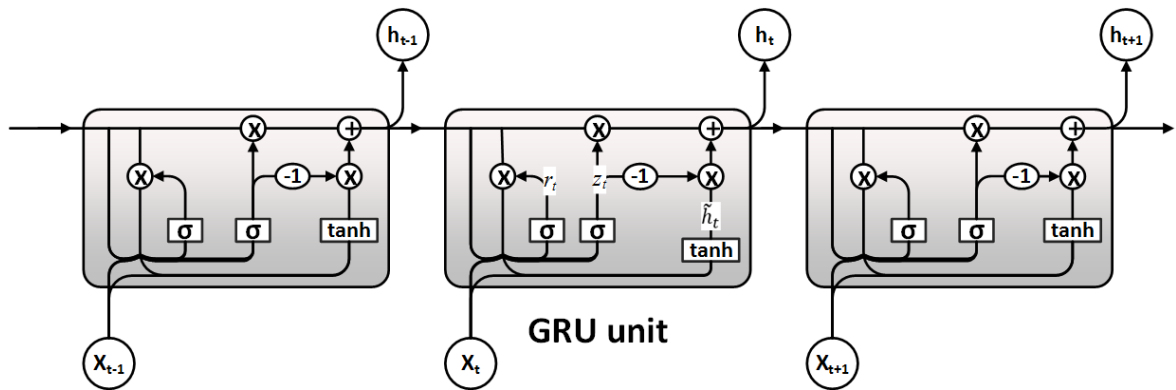 h_{t-1} h_t h_{t+1}
X X +
X + X +
X -1 X
X r_t z_t -1 X
X -1 X
σ σ tanh
σ σ h̃_t tanh
σ σ tanh
GRU unit
X_{t-1} X_t X_{t+1}